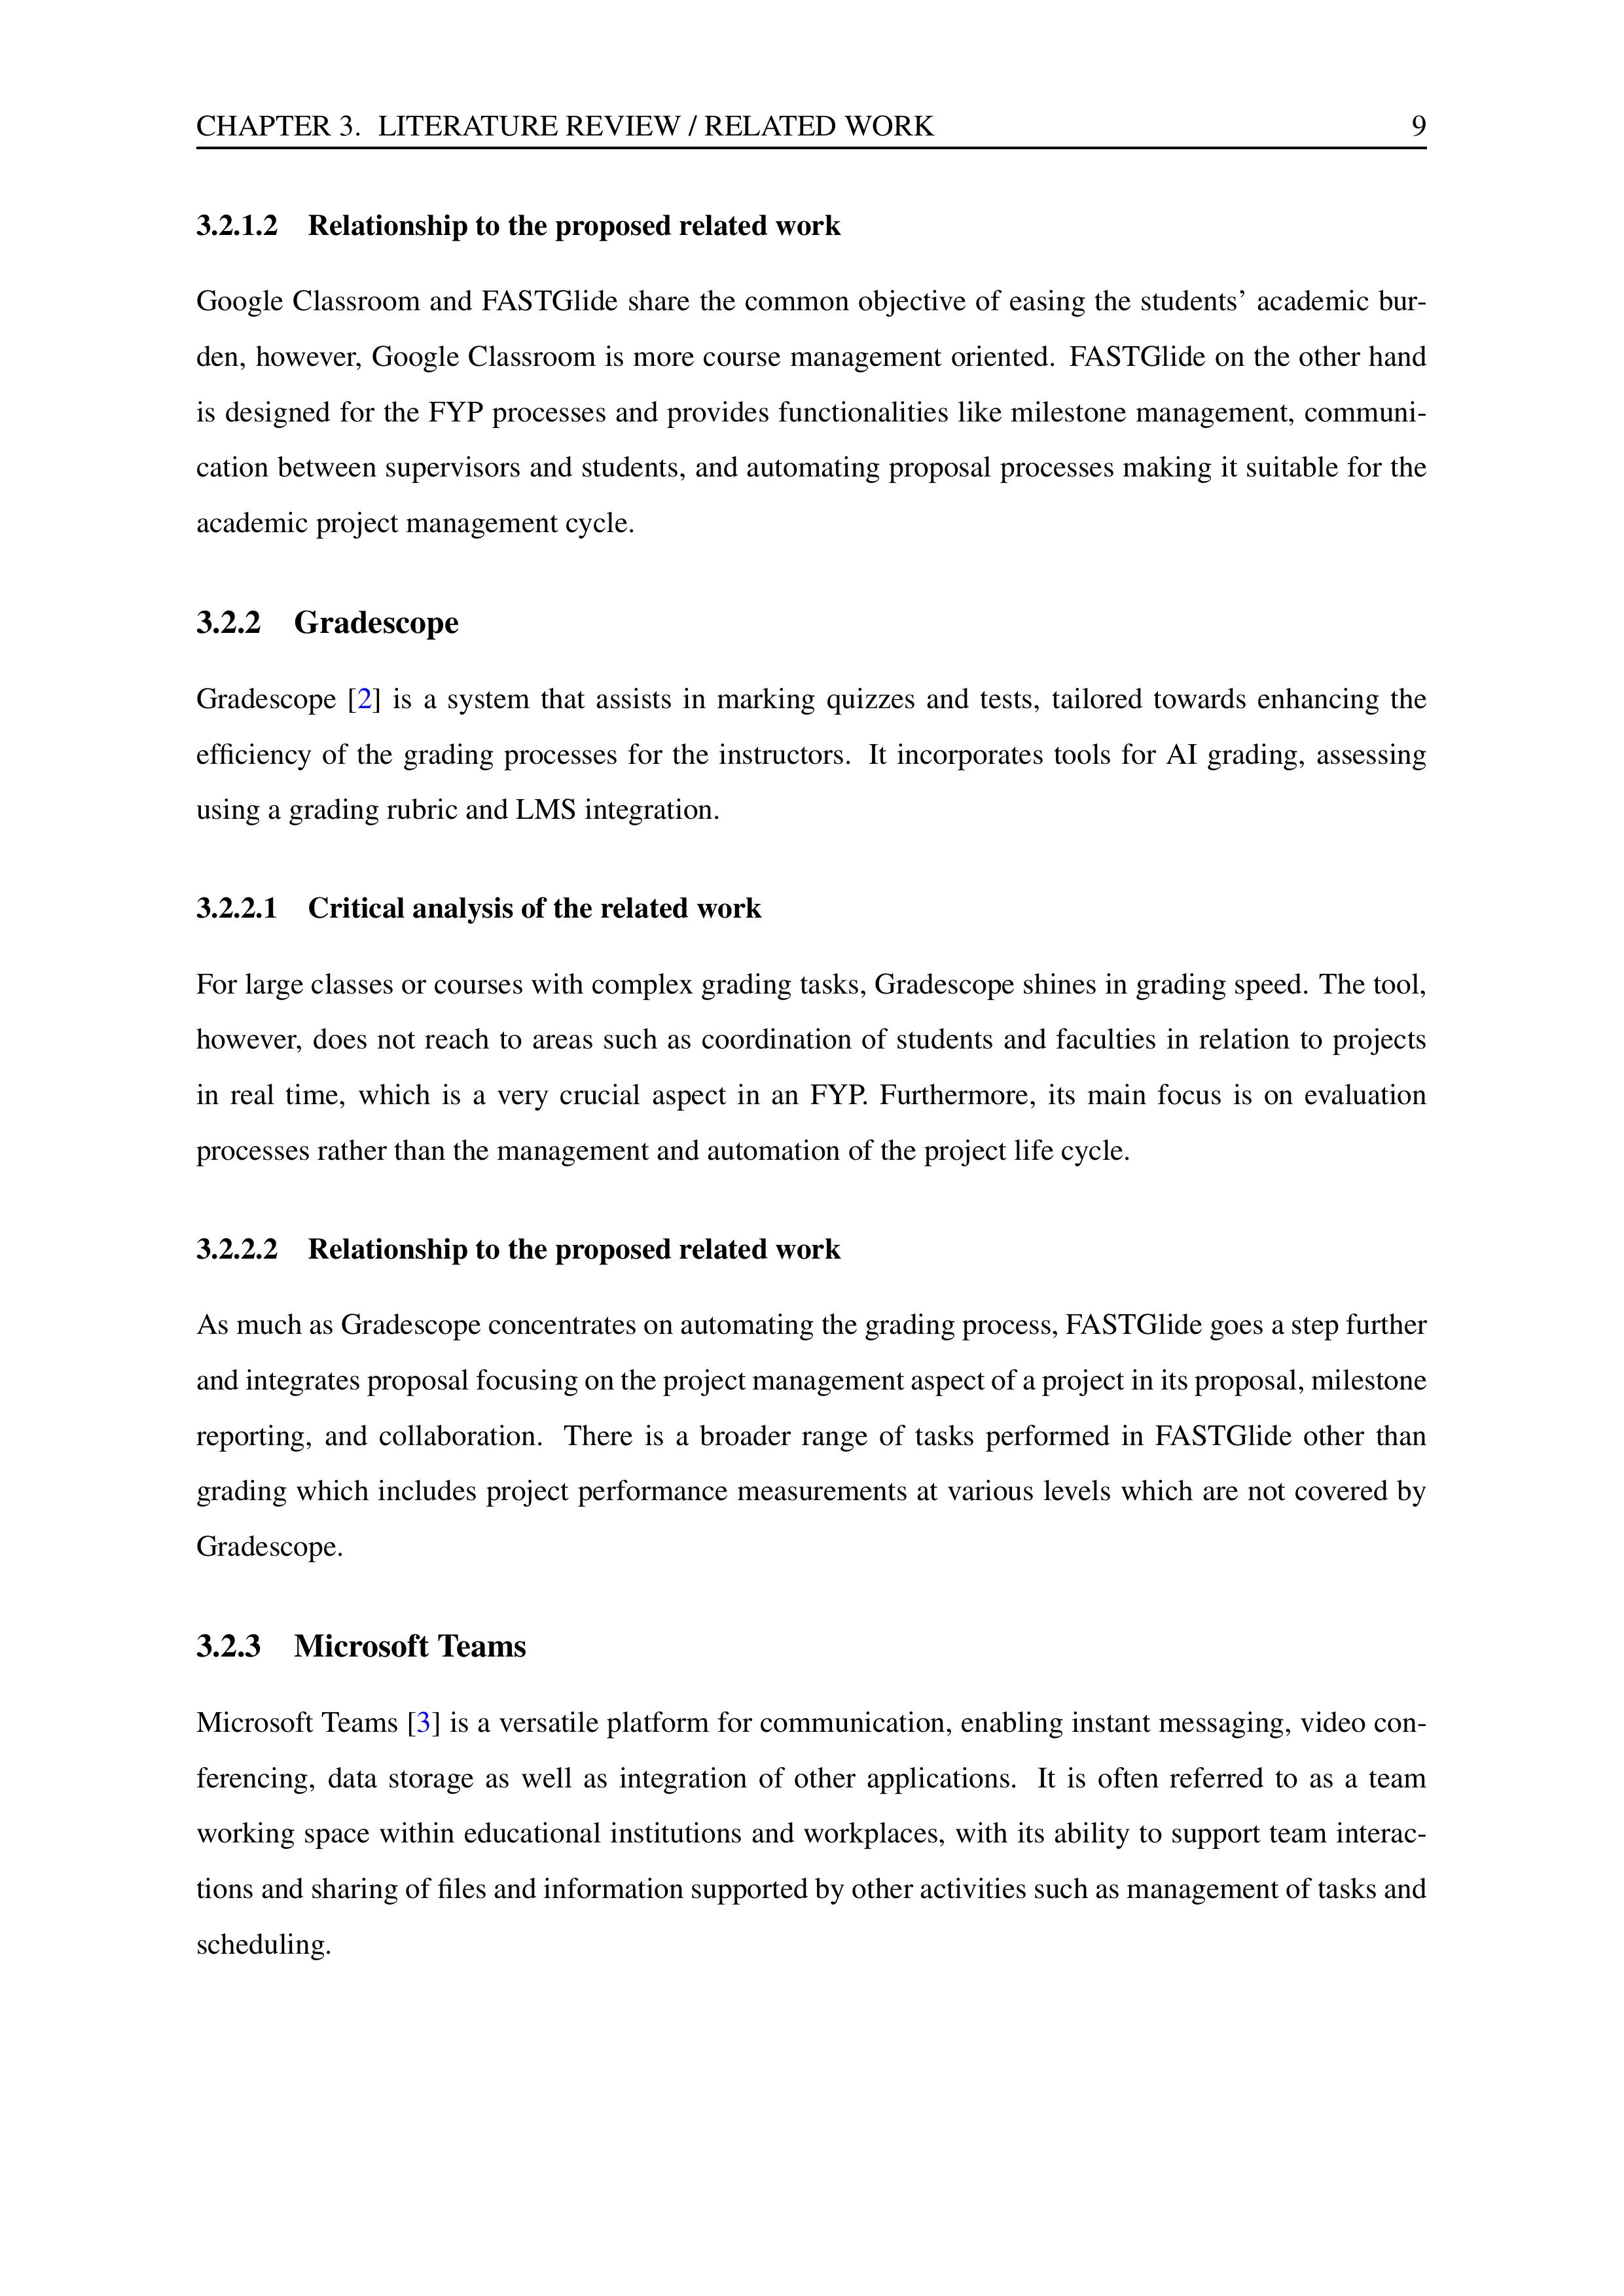 CHAPTER 3. LITERATURE REVIEW / RELATED WORK 9
3.2.1.2 Relationship to the proposed related work
Google Classroom and FASTGlide share the common objective of easing the students’ academic bur-
den, however, Google Classroom is more course management oriented. FASTGlide on the other hand
is designed for the FYP processes and provides functionalities like milestone management, communi-
cation between supervisors and students, and automating proposal processes making it suitable for the
academic project management cycle.
3.2.2 Gradescope
Gradescope [2] is a system that assists in marking quizzes and tests, tailored towards enhancing the
efficiency of the grading processes for the instructors. It incorporates tools for AI grading, assessing
using a grading rubric and LMS integration.
3.2.2.1 Critical analysis of the related work
For large classes or courses with complex grading tasks, Gradescope shines in grading speed. The tool,
however, does not reach to areas such as coordination of students and faculties in relation to projects
in real time, which is a very crucial aspect in an FYP. Furthermore, its main focus is on evaluation
processes rather than the management and automation of the project life cycle.
3.2.2.2 Relationship to the proposed related work
As much as Gradescope concentrates on automating the grading process, FASTGlide goes a step further
and integrates proposal focusing on the project management aspect of a project in its proposal, milestone
reporting, and collaboration. There is a broader range of tasks performed in FASTGlide other than
grading which includes project performance measurements at various levels which are not covered by
Gradescope.
3.2.3 Microsoft Teams
Microsoft Teams [3] is a versatile platform for communication, enabling instant messaging, video con-
ferencing, data storage as well as integration of other applications. It is often referred to as a team
working space within educational institutions and workplaces, with its ability to support team interac-
tions and sharing of files and information supported by other activities such as management of tasks and
scheduling.